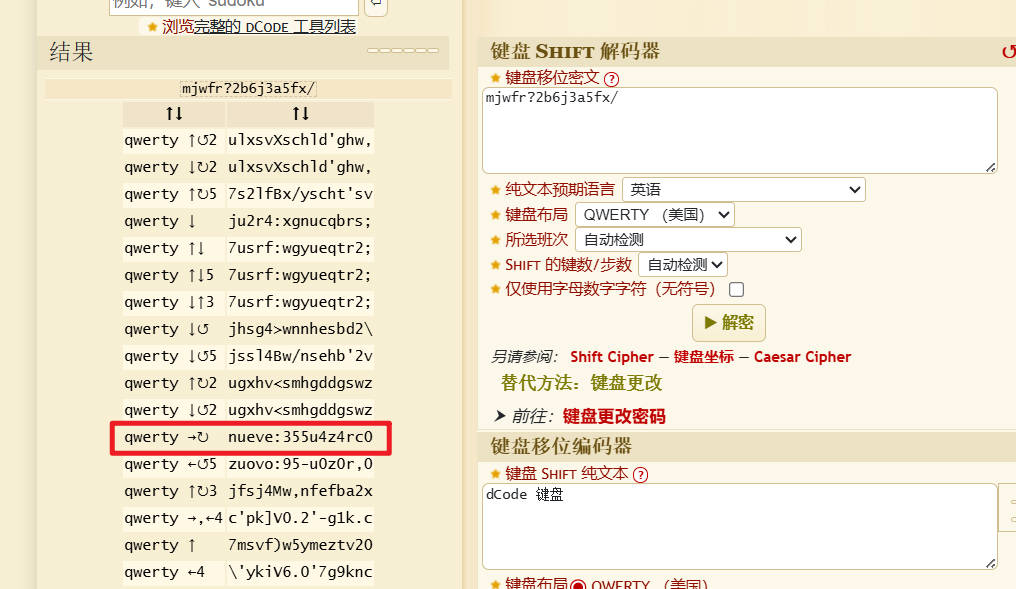 例如，键入 'sudoku'
★ 浏览完整的 DCODE 工具列表
结果
mjwfr?2b6j3a5fx/
↑↓ ↑↓
qwerty ↑↺2 ulxsvXschld'ghw,
qwerty ↓↻2 ulxsvXschld'ghw,
qwerty ↑↻5 7s2lfBx/yscht'sv
qwerty ↓ ju2r4:xgnucqbrs;
qwerty ↑↓ 7usrf:wgyueqtr2;
qwerty ↑↓5 7usrf:wgyueqtr2;
qwerty ↓↑3 7usrf:wgyueqtr2;
qwerty ↓↺ jhsg4>wnnhesbd2\
qwerty ↓↺5 jssl4Bw/nsehb'2v
qwerty ↑↻2 ugxhv<smhgddgswz
qwerty ↓↺2 ugxhv<smhgddgswz
qwerty →↻ nueve:355u4z4rc0
qwerty ←↺5 zuovo:95-u0z0r,0
qwerty ↑↻3 jfsj4Mw,nfefba2x
qwerty →,←4 c'pk]V0.2'-g1k.c
qwerty ↑ 7msvf)w5ymeztv20
qwerty ←4 \'ykiV6.0'7g9knc
键盘 SHIFT 解码器
★ 键盘移位密文 ?
mjwfr?2b6j3a5fx/
★ 纯文本预期语言 英语
★ 键盘布局 QWERTY （美国）
★ 所选班次 自动检测
★ SHIFT 的键数/步数 自动检测
★ 仅使用字母数字字符（无符号）
▶ 解密
另请参阅： Shift Cipher — 键盘坐标 — Caesar Cipher
替代方法：键盘更改
➤ 前往：键盘更改密码
键盘移位编码器
★ 键盘 SHIFT 纯文本 ?
dCode 键盘
★ 键盘布局 QWERTY （美国）